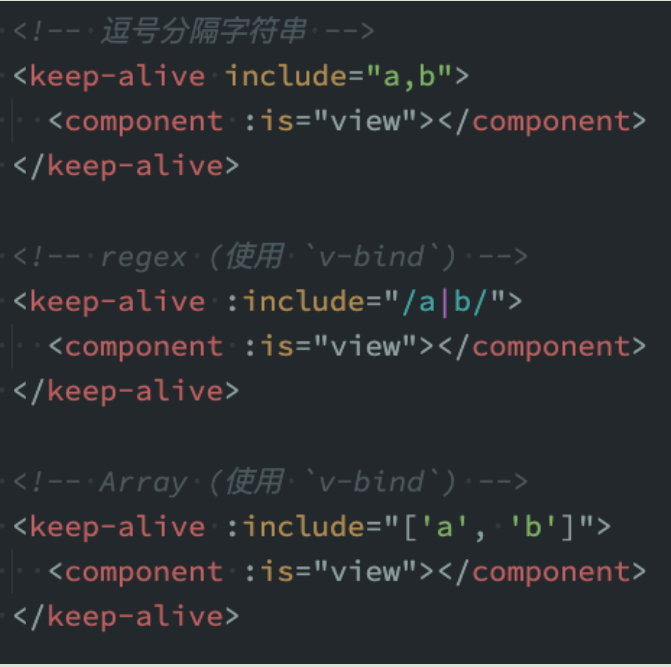 <!-- 逗号分隔字符串 -->
<keep-alive include="a,b">
  <component :is="view"></component>
</keep-alive>

<!-- regex (使用 `v-bind`) -->
<keep-alive :include="/a|b/">
  <component :is="view"></component>
</keep-alive>

<!-- Array (使用 `v-bind`) -->
<keep-alive :include="['a', 'b']">
  <component :is="view"></component>
</keep-alive>